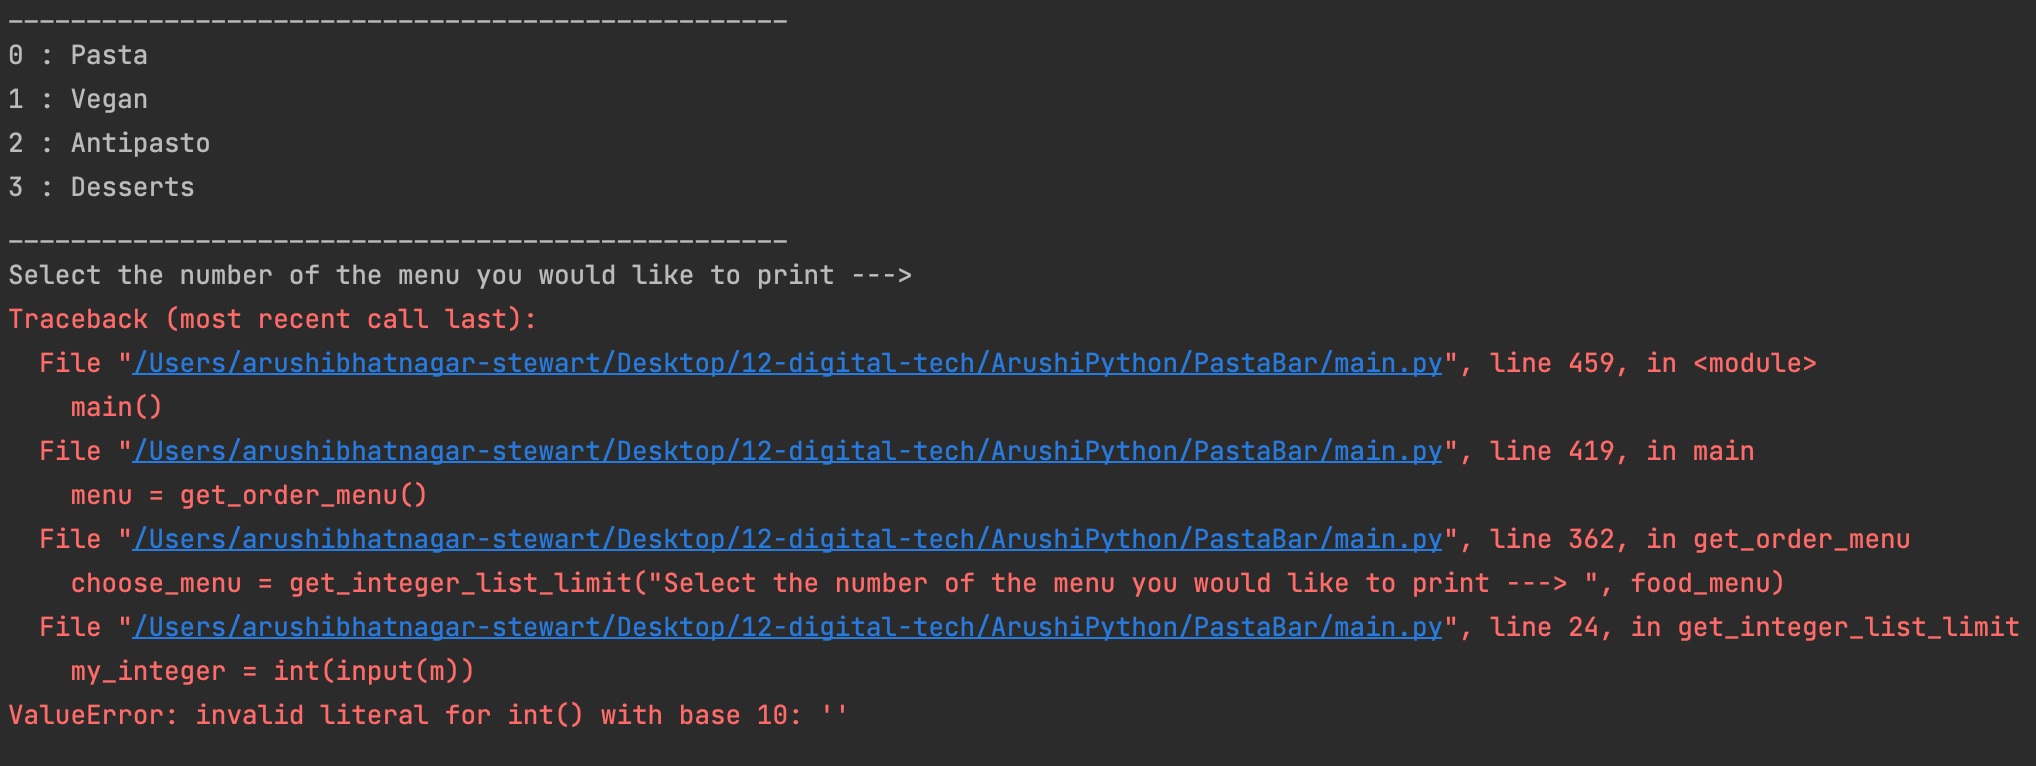 --------------------------------------------------
0 : Pasta
1 : Vegan
2 : Antipasto
3 : Desserts
--------------------------------------------------
Select the number of the menu you would like to print --->
Traceback (most recent call last):
  File "/Users/arushibhatnagar-stewart/Desktop/12-digital-tech/ArushiPython/PastaBar/main.py", line 459, in <module>
    main()
  File "/Users/arushibhatnagar-stewart/Desktop/12-digital-tech/ArushiPython/PastaBar/main.py", line 419, in main
    menu = get_order_menu()
  File "/Users/arushibhatnagar-stewart/Desktop/12-digital-tech/ArushiPython/PastaBar/main.py", line 362, in get_order_menu
    choose_menu = get_integer_list_limit("Select the number of the menu you would like to print ---> ", food_menu)
  File "/Users/arushibhatnagar-stewart/Desktop/12-digital-tech/ArushiPython/PastaBar/main.py", line 24, in get_integer_list_limit
    my_integer = int(input(m))
ValueError: invalid literal for int() with base 10: ''